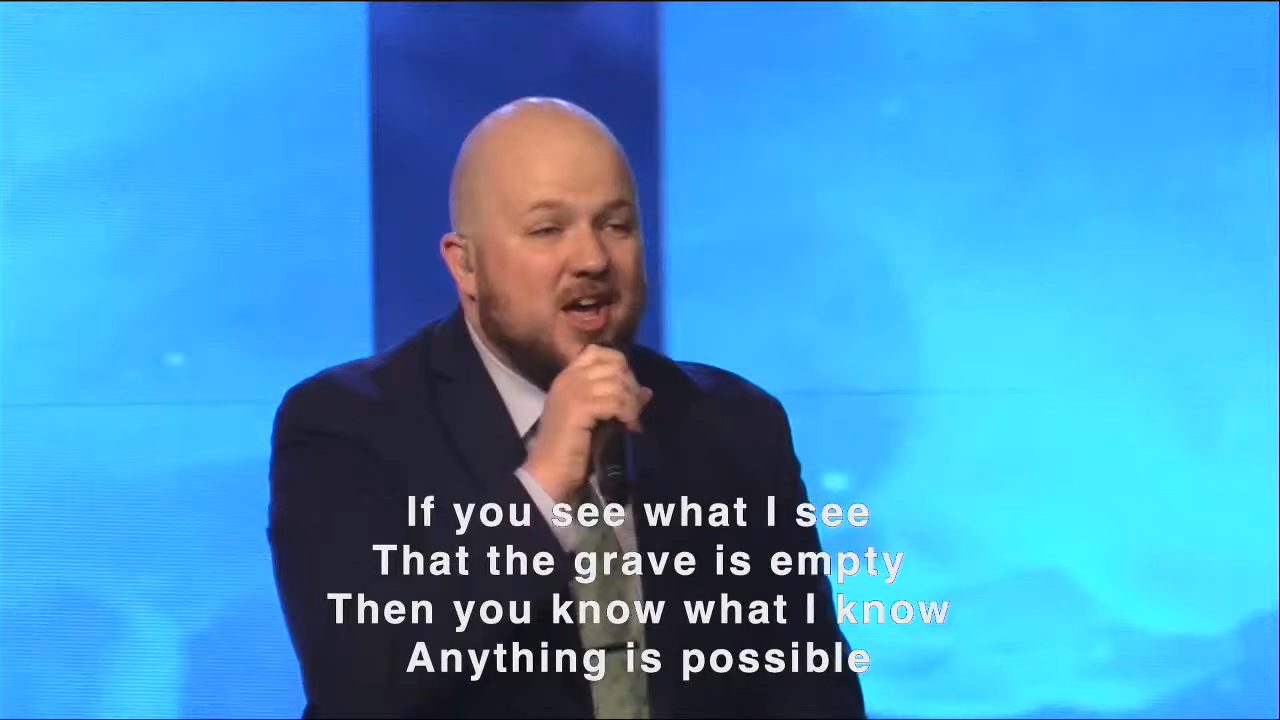 If you see what I see
That the grave is empty
Then you know what I know
Anything is possible